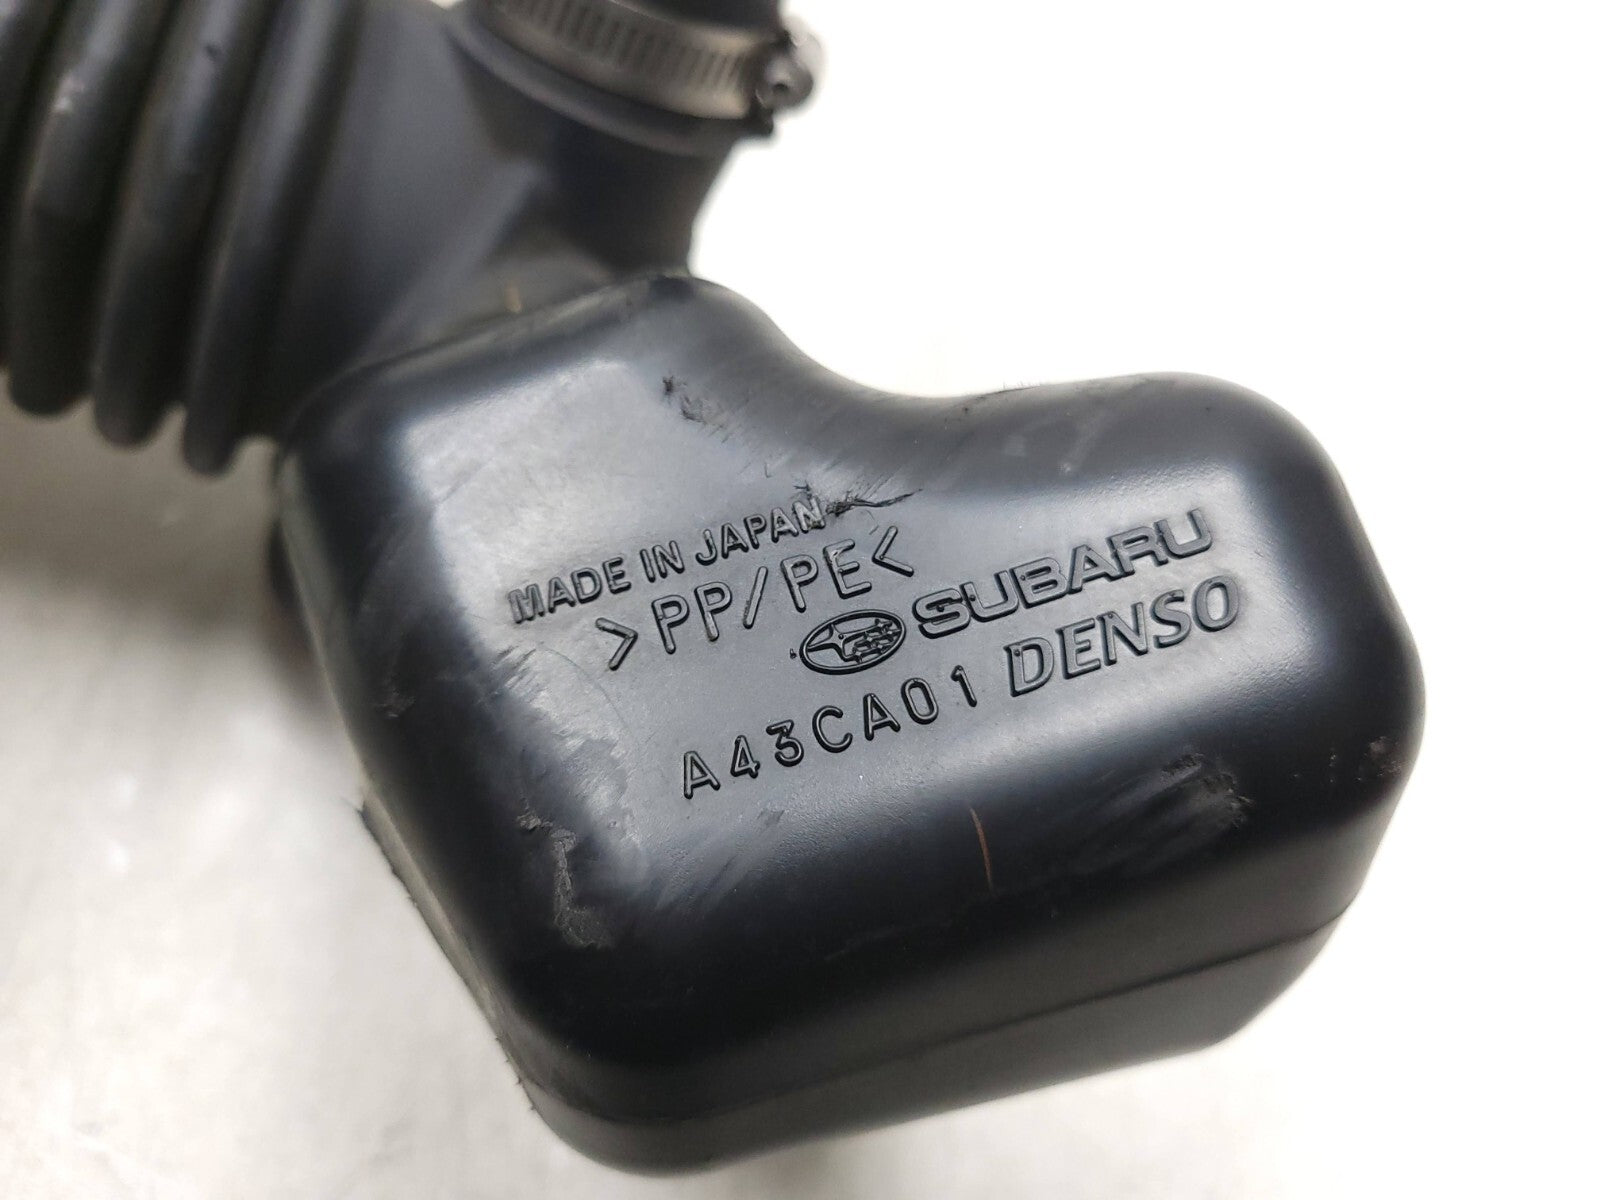 MADE IN JAPAN
>PP/PE<
SUBARU
A43CA01 DENSO